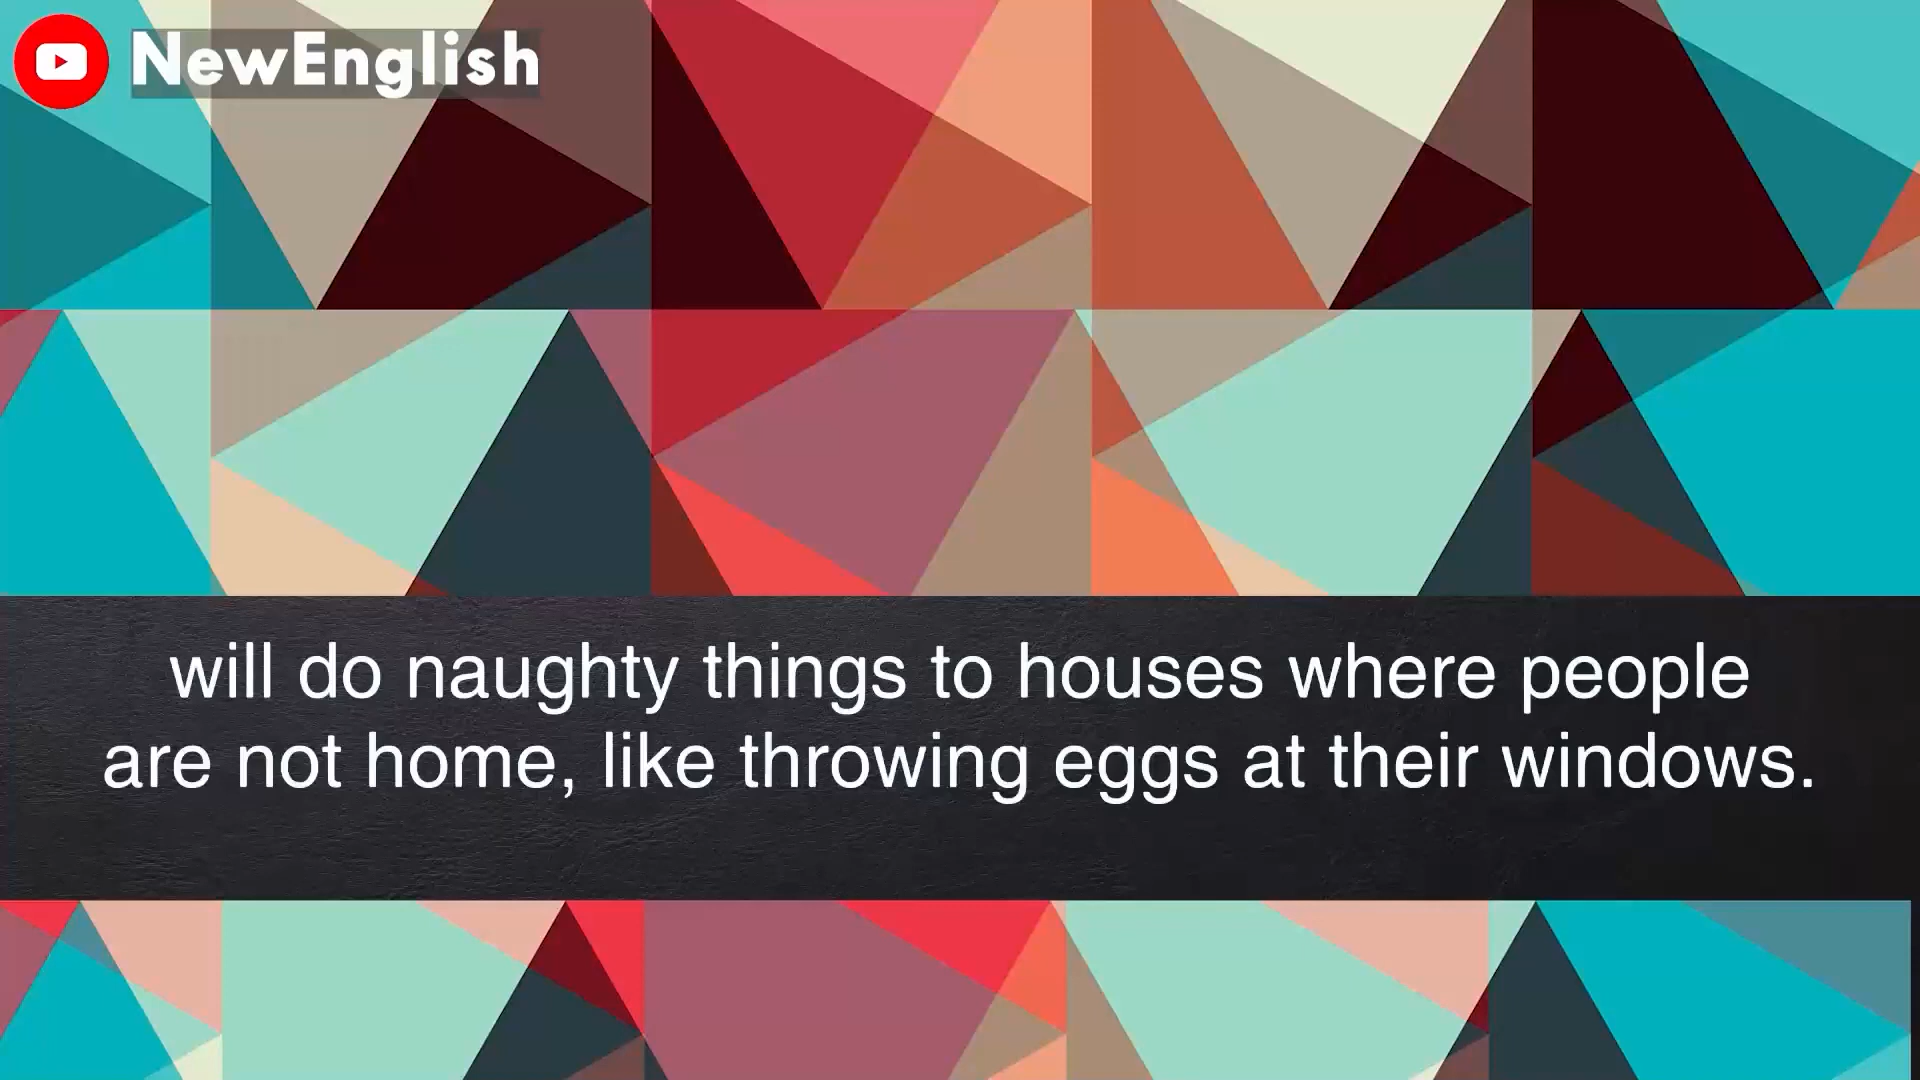 NewEnglish
will do naughty things to houses where people
are not home, like throwing eggs at their windows.